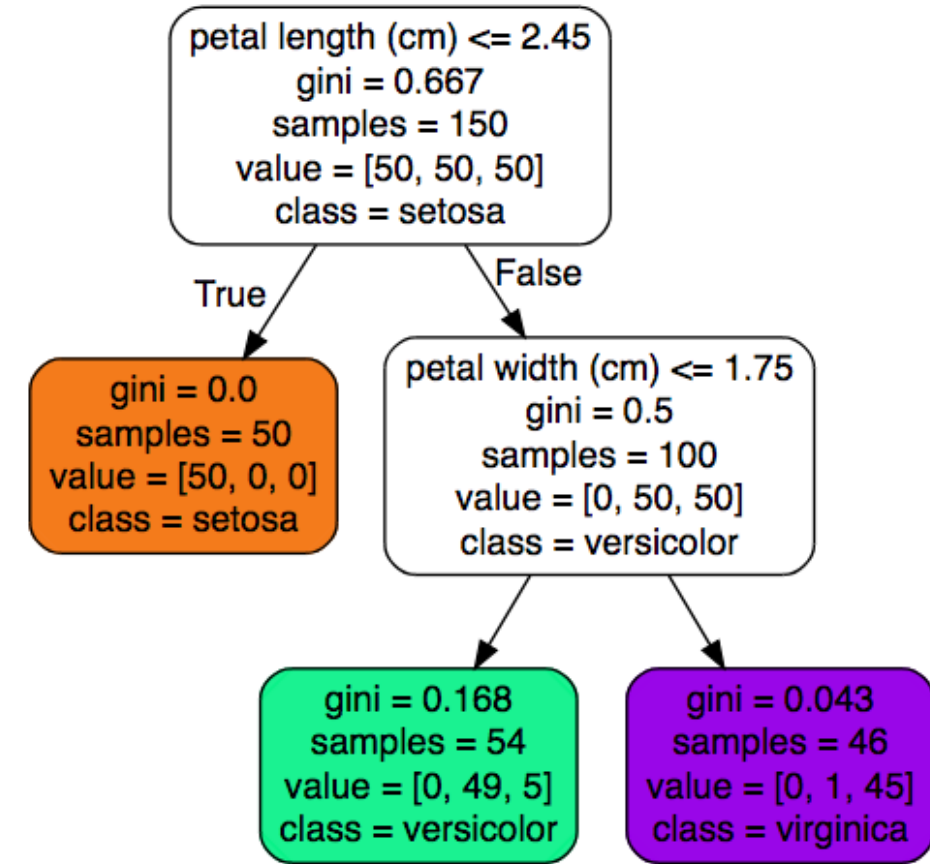 petal length (cm) <= 2.45
gini = 0.667
samples = 150
value = [50, 50, 50]
class = setosa
True
False
gini = 0.0
samples = 50
value = [50, 0, 0]
class = setosa
petal width (cm) <= 1.75
gini = 0.5
samples = 100
value = [0, 50, 50]
class = versicolor
gini = 0.168
samples = 54
value = [0, 49, 5]
class = versicolor
gini = 0.043
samples = 46
value = [0, 1, 45]
class = virginica